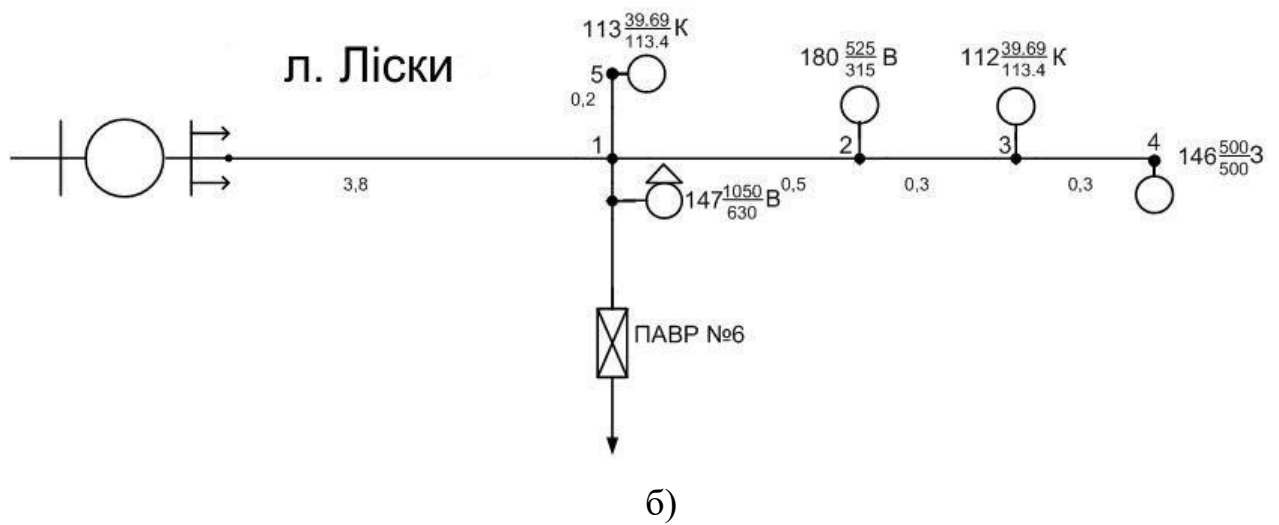 л. Ліски
113 39.69/113.4 К
180 525/315 В
112 39.69/113.4 К
5
0,2
1
2
3
4
146 500/500 З
3,8
147 1050/630 В
0,5
0,3
0,3
ПАВР №6
б)